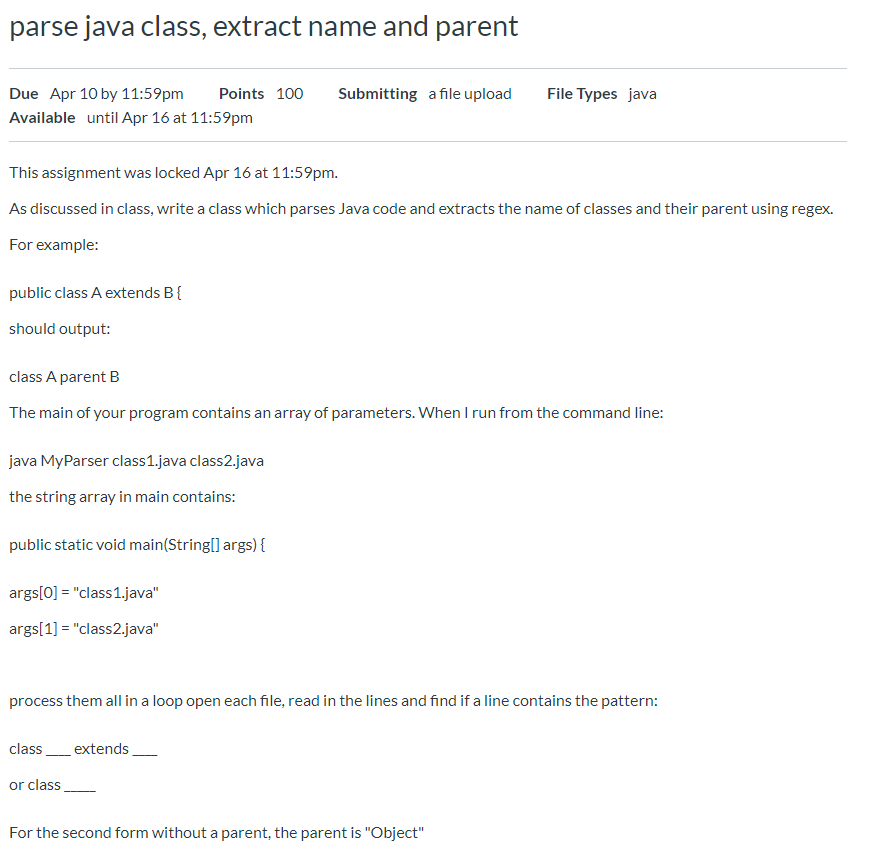 parse java class, extract name and parent
Due Apr 10 by 11:59pm Points 100 Submitting a file upload File Types java
Available until Apr 16 at 11:59pm
This assignment was locked Apr 16 at 11:59pm.
As discussed in class, write a class which parses Java code and extracts the name of classes and their parent using regex.
For example:
public class A extends B {
should output:
class A parent B
The main of your program contains an array of parameters. When I run from the command line:
java MyParser class1.java class2.java
the string array in main contains:
public static void main(String[] args) {
args[0] = "class1.java"
args[1] = "class2.java"
process them all in a loop open each file, read in the lines and find if a line contains the pattern:
class ____ extends ____
or class _____
For the second form without a parent, the parent is "Object"